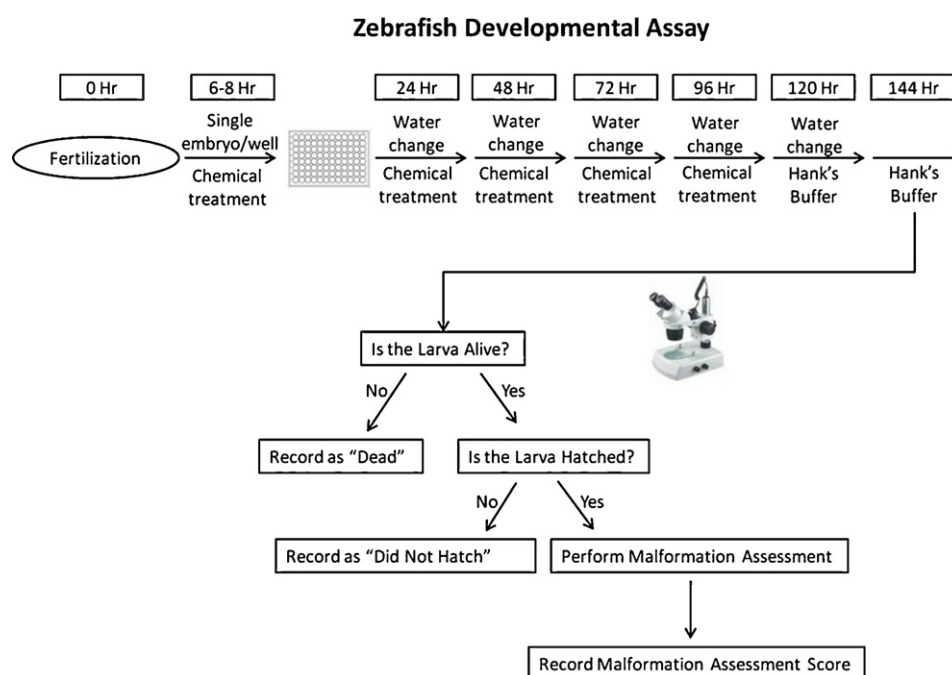 Zebrafish Developmental Assay
0 Hr
6-8 Hr
24 Hr
48 Hr
72 Hr
96 Hr
120 Hr
144 Hr
Fertilization
Single
embryo/well
Chemical
treatment
Water
change
Chemical
treatment
Water
change
Chemical
treatment
Water
change
Chemical
treatment
Water
change
Chemical
treatment
Water
change
Hank's
Buffer
Hank's
Buffer
Is the Larva Alive?
No
Yes
Record as "Dead"
Is the Larva Hatched?
No
Yes
Record as "Did Not Hatch"
Perform Malformation Assessment
Record Malformation Assessment Score